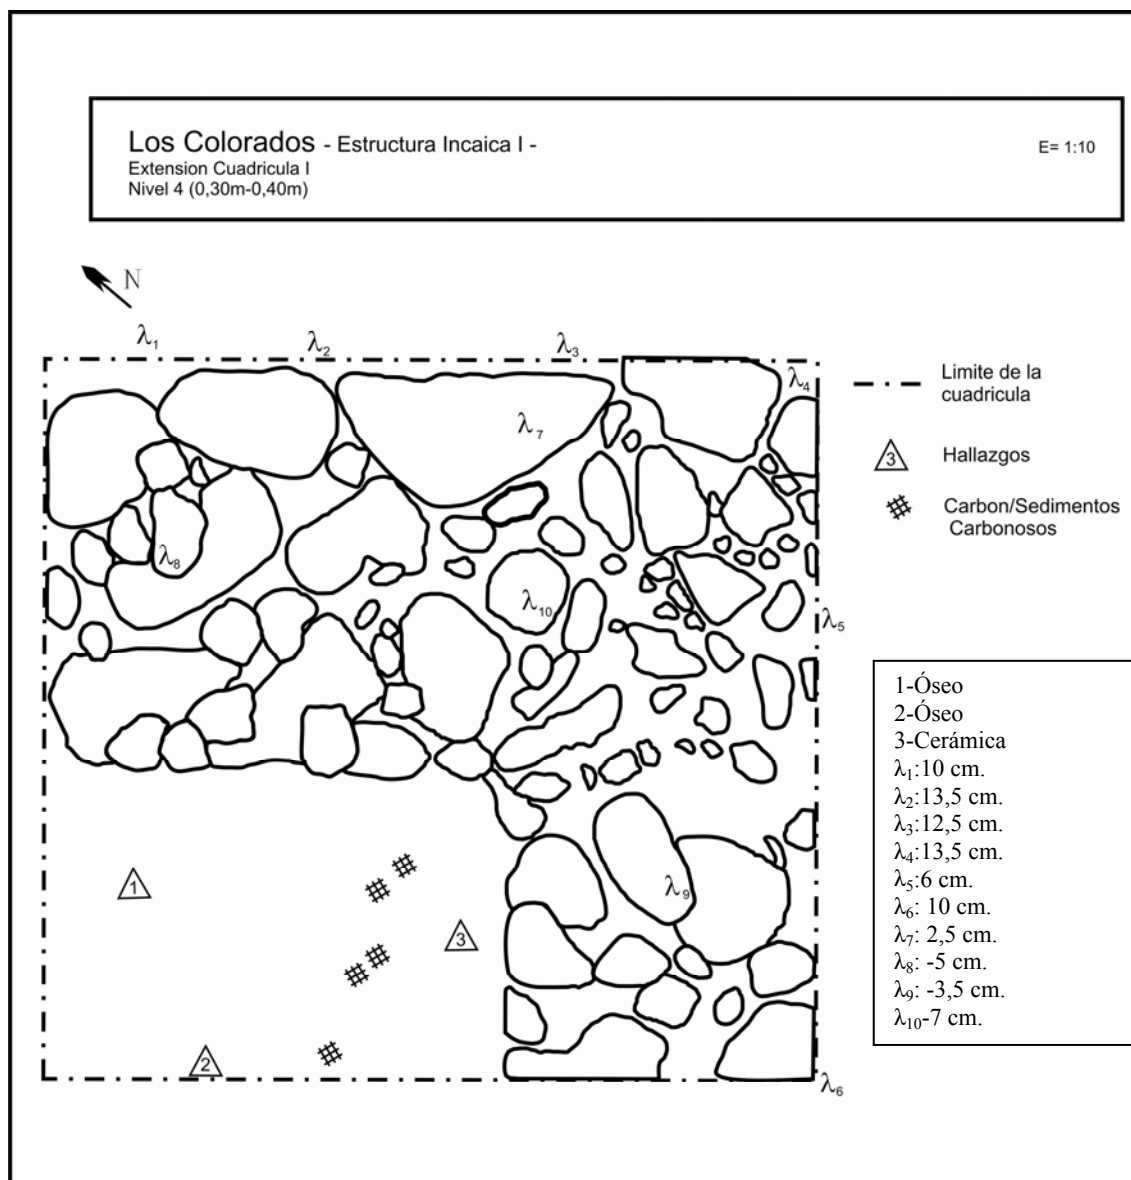 Los Colorados - Estructura Incaica I -
E= 1:10
Extension Cuadricula I
Nivel 4 (0,30m-0,40m)
N
λ₁
λ₂
λ₃
λ₄
Limite de la
cuadricula
λ₇
3
Hallazgos
Carbon/Sedimentos
Carbonosos
λ₈
λ₁₀
λ₅
1-Óseo
2-Óseo
3-Cerámica
λ₁:10 cm.
λ₂:13,5 cm.
λ₃:12,5 cm.
λ₄:13,5 cm.
λ₅:6 cm.
λ₆: 10 cm.
λ₇: 2,5 cm.
λ₈: -5 cm.
λ₉: -3,5 cm.
λ₁₀-7 cm.
1
λ₉
3
2
λ₆